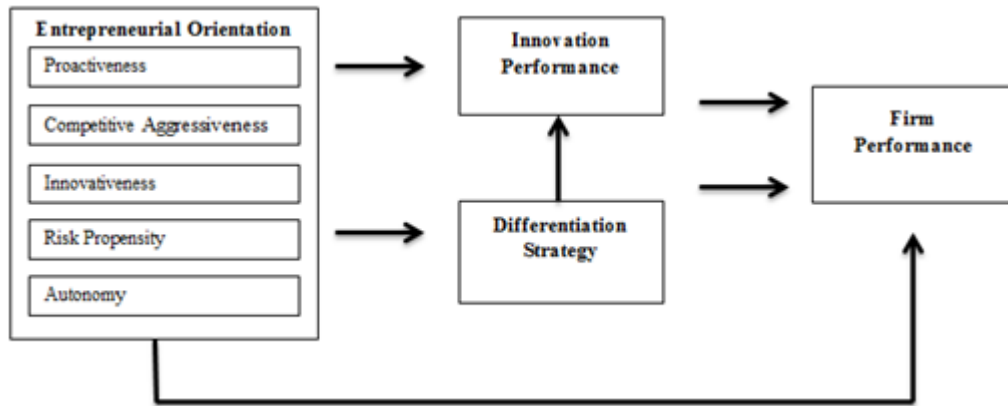 Entrepreneurial Orientation
Proactiveness
Competitive Aggressiveness
Innovativeness
Risk Propensity
Autonomy
Innovation
Performance
Differentiation
Strategy
Firm
Performance